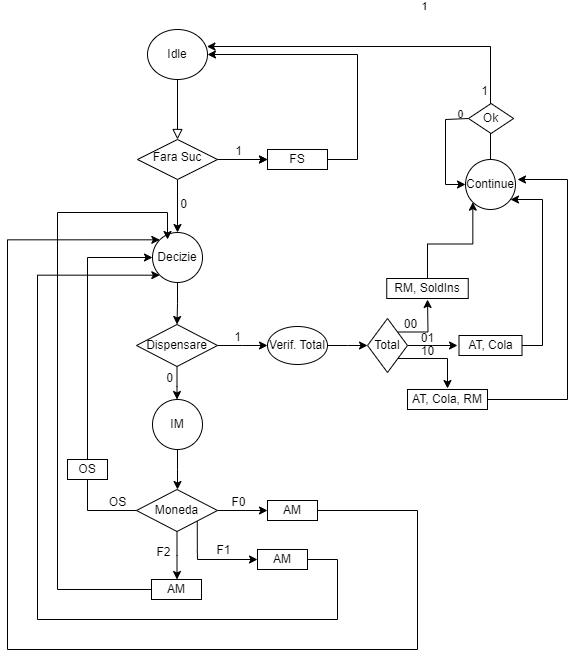 1
Idle
1
0
Ok
Fara Suc
1
FS
Continue
0
Decizie
RM, SoldIns
00
Dispensare
1
Verif. Total
Total
01
AT, Cola
10
0
AT, Cola, RM
IM
OS
OS
Moneda
F0
AM
F2
F1
AM
AM